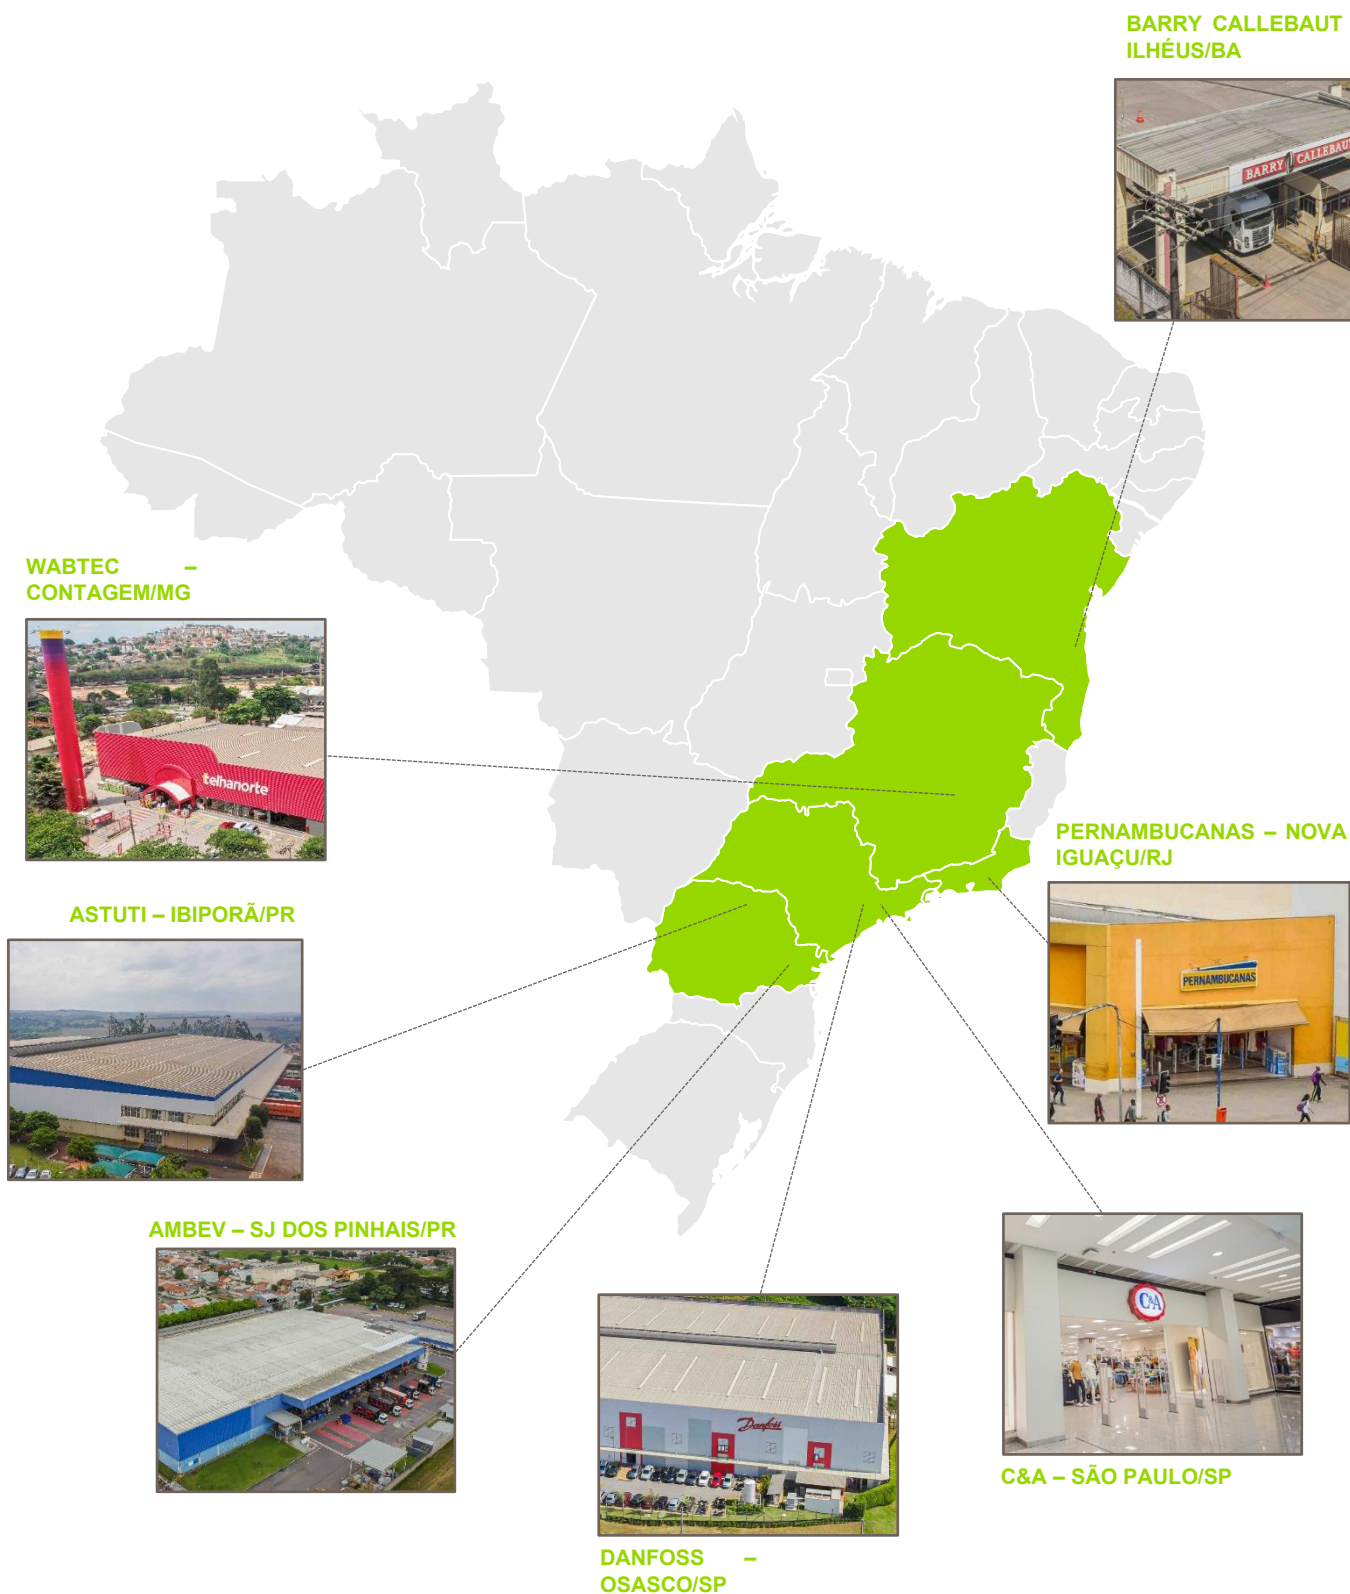 BARRY CALLEBAUT
ILHÉUS/BA
BARRY CALLEBAUT
WABTEC –
CONTAGEM/MG
telhanorte
PERNAMBUCANAS – NOVA
IGUAÇU/RJ
PERNAMBUCANAS
ASTUTI – IBIPORÃ/PR
AMBEV – SJ DOS PINHAIS/PR
C&A
Danfoss
C&A – SÃO PAULO/SP
DANFOSS –
OSASCO/SP